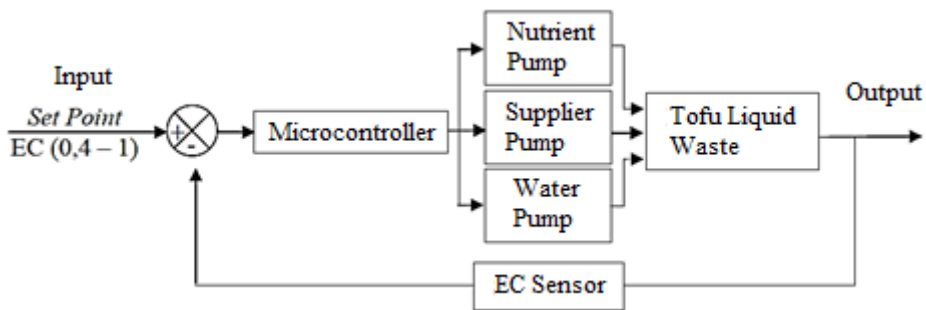 Input
Set Point
EC (0,4 – 1)
+
-
Microcontroller
Nutrient
Pump
Supplier
Pump
Water
Pump
Tofu Liquid
Waste
Output
EC Sensor